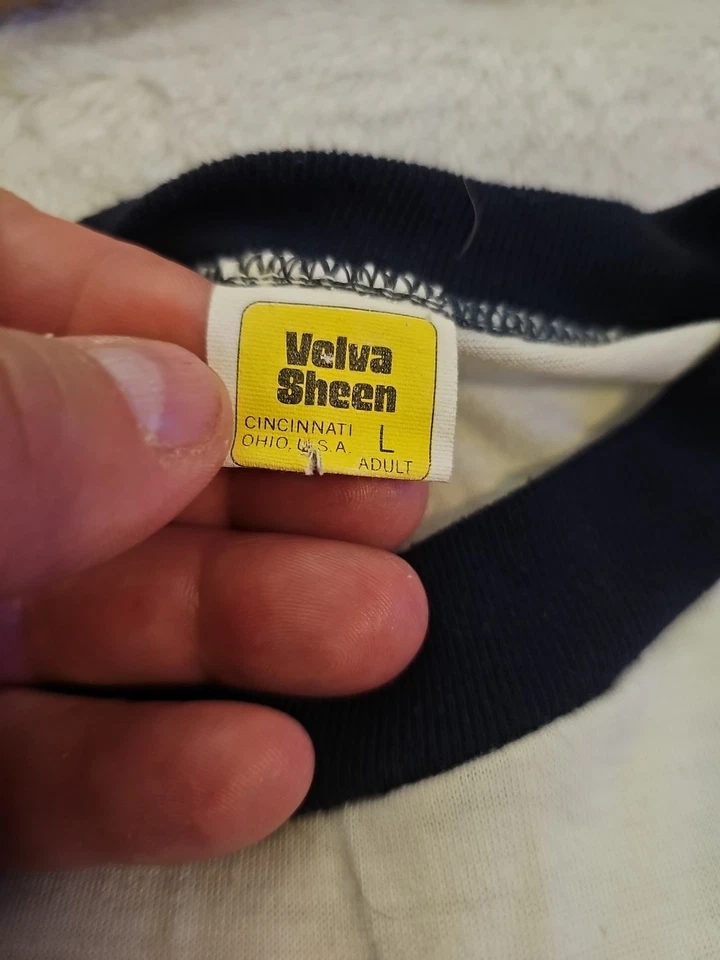 Velva
Sheen
CINCINNATI
OHIO, U.S.A. L
ADULT